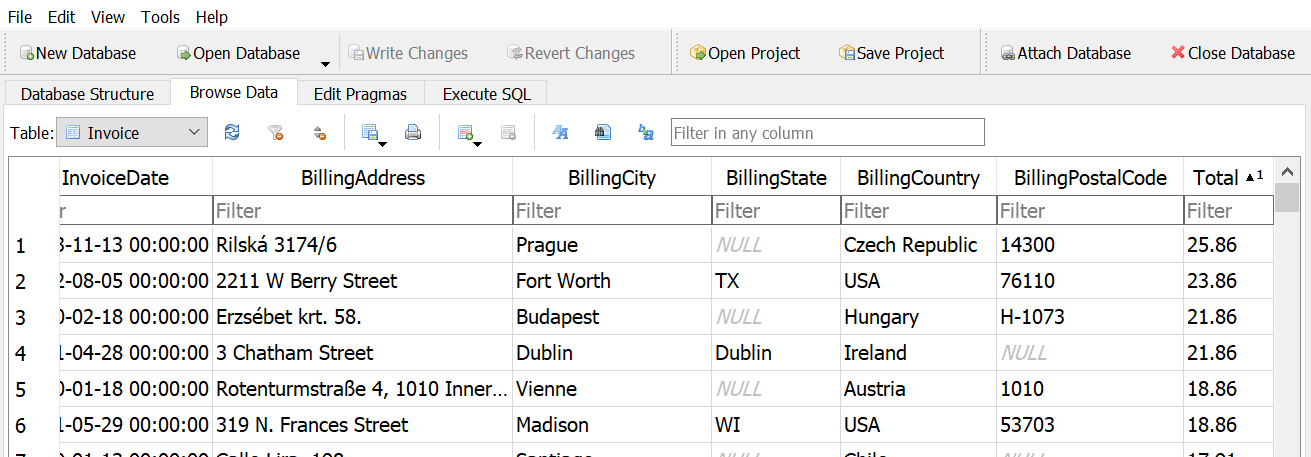 File Edit View Tools Help
New Database Open Database Write Changes Revert Changes Open Project Save Project Attach Database Close Database
Database Structure Browse Data Edit Pragmas Execute SQL
Table: Invoice Filter in any column
InvoiceDate BillingAddress BillingCity BillingState BillingCountry BillingPostalCode Total 1
Filter Filter Filter Filter Filter Filter
1 3-11-13 00:00:00 Rilská 3174/6 Prague NULL Czech Republic 14300 25.86
2 2-08-05 00:00:00 2211 W Berry Street Fort Worth TX USA 76110 23.86
3 0-02-18 00:00:00 Erzsébet krt. 58. Budapest NULL Hungary H-1073 21.86
4 1-04-28 00:00:00 3 Chatham Street Dublin Dublin Ireland NULL 21.86
5 0-01-18 00:00:00 Rotenturmstraße 4, 1010 Inner... Vienne NULL Austria 1010 18.86
6 1-05-29 00:00:00 319 N. Frances Street Madison WI USA 53703 18.86